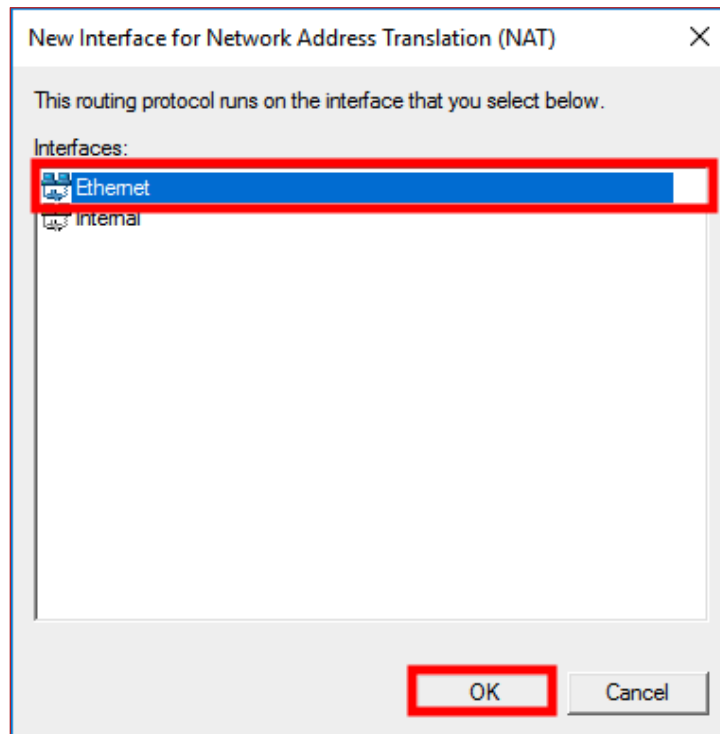 New Interface for Network Address Translation (NAT)
This routing protocol runs on the interface that you select below.
Interfaces:
Ethernet
Internal
OK
Cancel